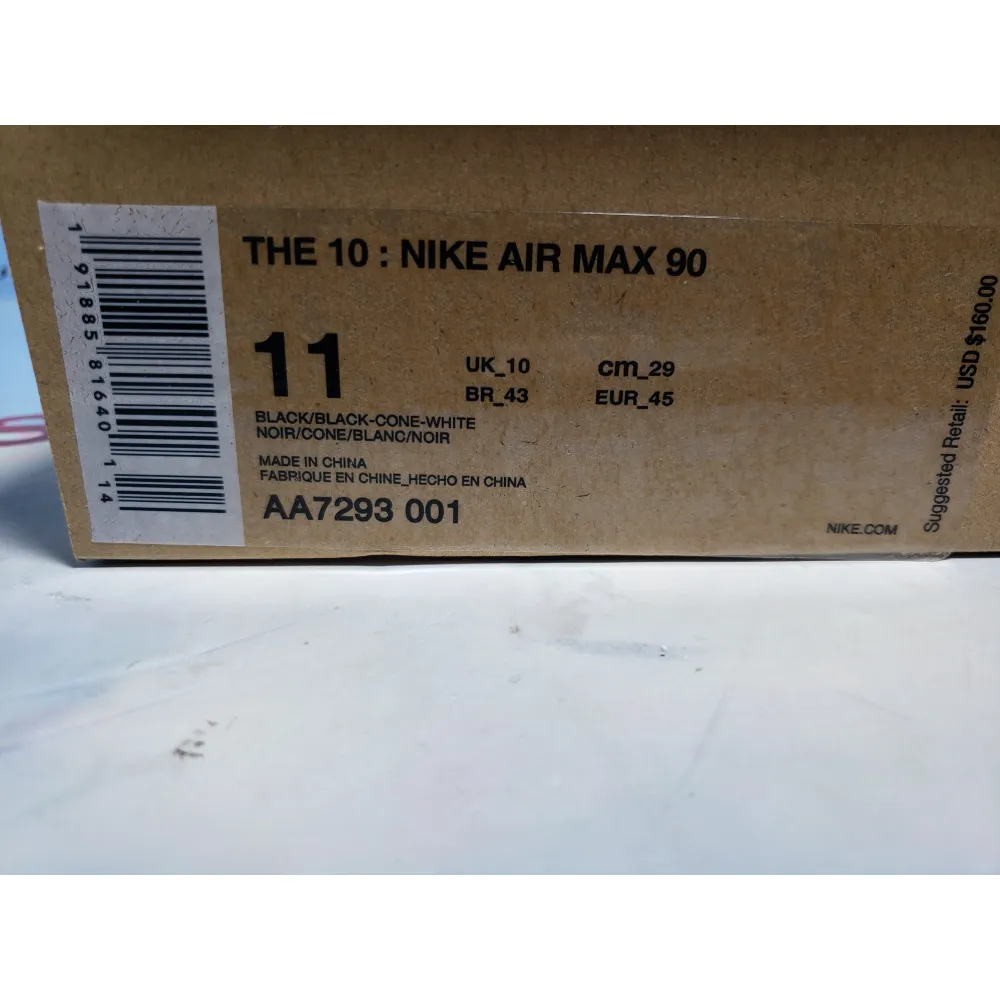 1 91885 81640 1 14
THE 10 : NIKE AIR MAX 90
11
UK_10 cm_29
BR_43 EUR_45
BLACK/BLACK-CONE-WHITE
NOIR/CONE/BLANC/NOIR
MADE IN CHINA
FABRIQUE EN CHINE_HECHO EN CHINA
AA7293 001
NIKE.COM
Suggested Retail: USD $160.00